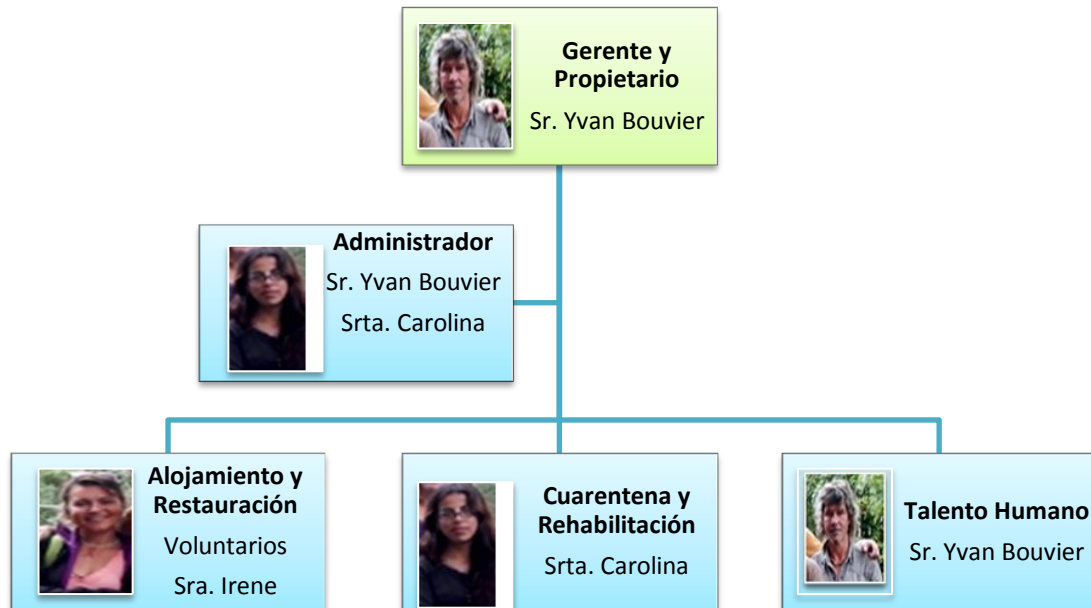 Gerente y
Propietario
Sr. Yvan Bouvier
Administrador
Sr. Yvan Bouvier
Srta. Carolina
Alojamiento y
Restauración
Voluntarios
Sra. Irene
Cuarentena y
Rehabilitación
Srta. Carolina
Talento Humano
Sr. Yvan Bouvier